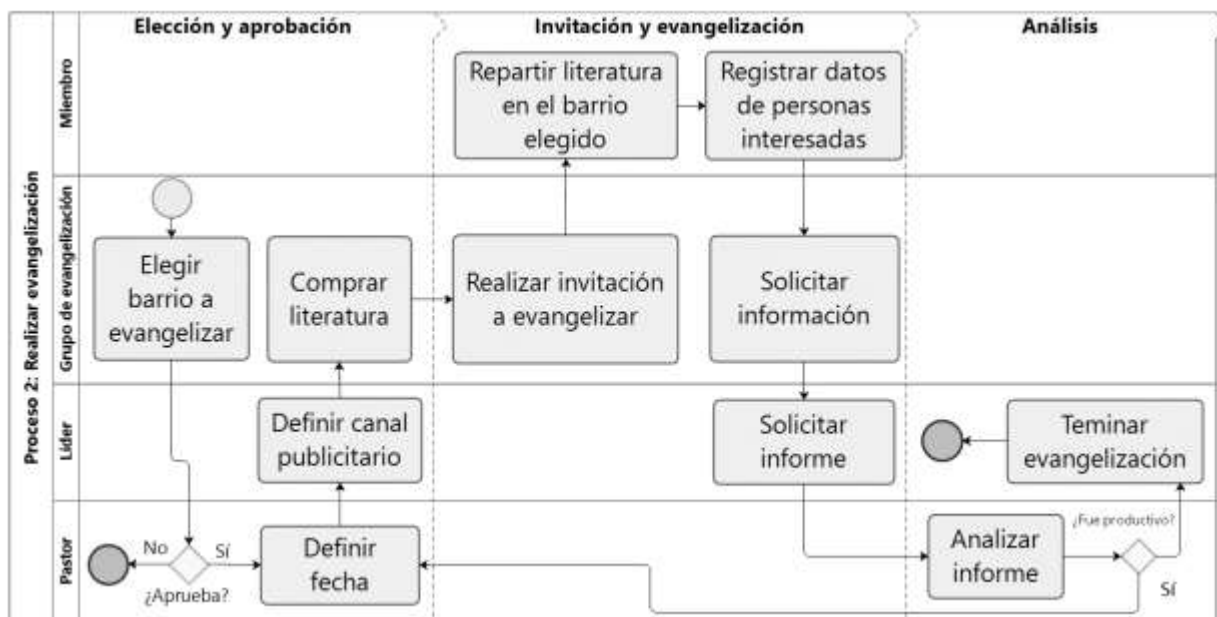 Elección y aprobación
Invitación y evangelización
Análisis
Proceso 2: Realizar evangelización
Miembro
Repartir literatura
en el barrio
elegido
Registrar datos
de personas
interesadas
Grupo de evangelización
Elegir
barrio a
evangelizar
Comprar
literatura
Realizar invitación
a evangelizar
Solicitar
información
Líder
Definir canal
publicitario
Solicitar
informe
Teminar
evangelización
Pastor
No
Sí
¿Aprueba?
Definir
fecha
Analizar
informe
¿Fue productivo?
Sí